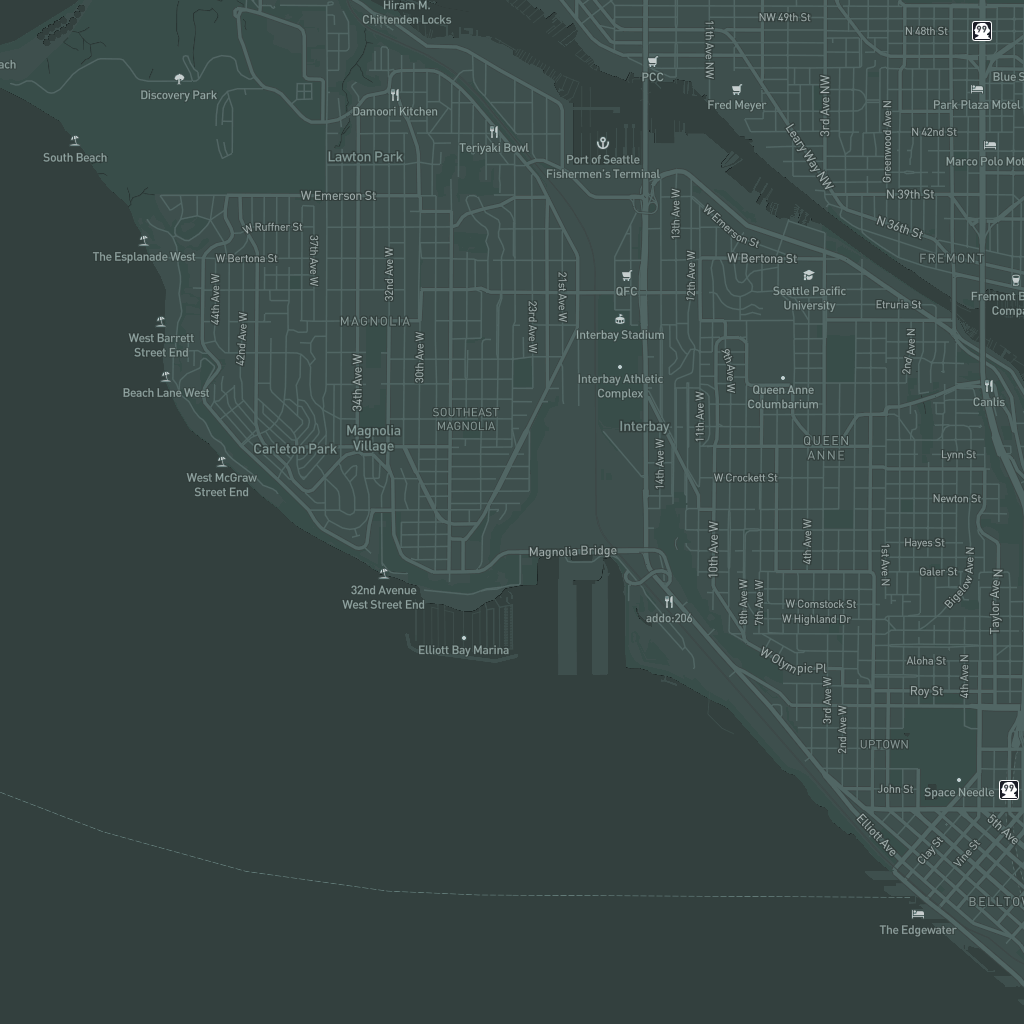 Hiram M.
Chittenden Locks
NW 49th St
N 48th St
99
11th Ave NW
ach
PCC
Blue S
Discovery Park
Damoori Kitchen
Fred Meyer
3rd Ave NW
Park Plaza Motel
Greenwood Ave N
N 42nd St
Teriyaki Bowl
Leary Way NW
South Beach
Lawton Park
Port of Seattle
Fishermen's Terminal
Marco Polo Mot
W Emerson St
13th Ave W
N 39th St
W Emerson St
N 36th St
W Ruffner St
37th Ave W
The Esplanade West
W Bertona St
32nd Ave W
W Bertona St
FREMONT
12th Ave W
44th Ave W
21st Ave W
QFC
Seattle Pacific
University
Fremont B
Compa
Etruria St
23rd Ave W
MAGNOLIA
42nd Ave W
Interbay Stadium
West Barrett
Street End
30th Ave W
2nd Ave N
9th Ave W
34th Ave W
Beach Lane West
Interbay Athletic
Complex
Queen Anne
Columbarium
Canlis
11th Ave W
SOUTHEAST
MAGNOLIA
Interbay
Magnolia
Village
Carleton Park
QUEEN
ANNE
14th Ave W
Lynn St
West McGraw
Street End
W Crockett St
Newton St
10th Ave W
4th Ave W
Hayes St
Magnolia Bridge
1st Ave N
Galer St
Bigelow Ave N
32nd Avenue
West Street End
8th Ave W
7th Ave W
Taylor Ave N
W Comstock St
addo:206
W Highland Dr
Elliott Bay Marina
W Olympic Pl
Aloha St
4th Ave N
3rd Ave W
Roy St
2nd Ave W
UPTOWN
John St
Space Needle
99
Elliott Ave
5th Ave
Clay St
Vine St
BELLTOW
The Edgewater